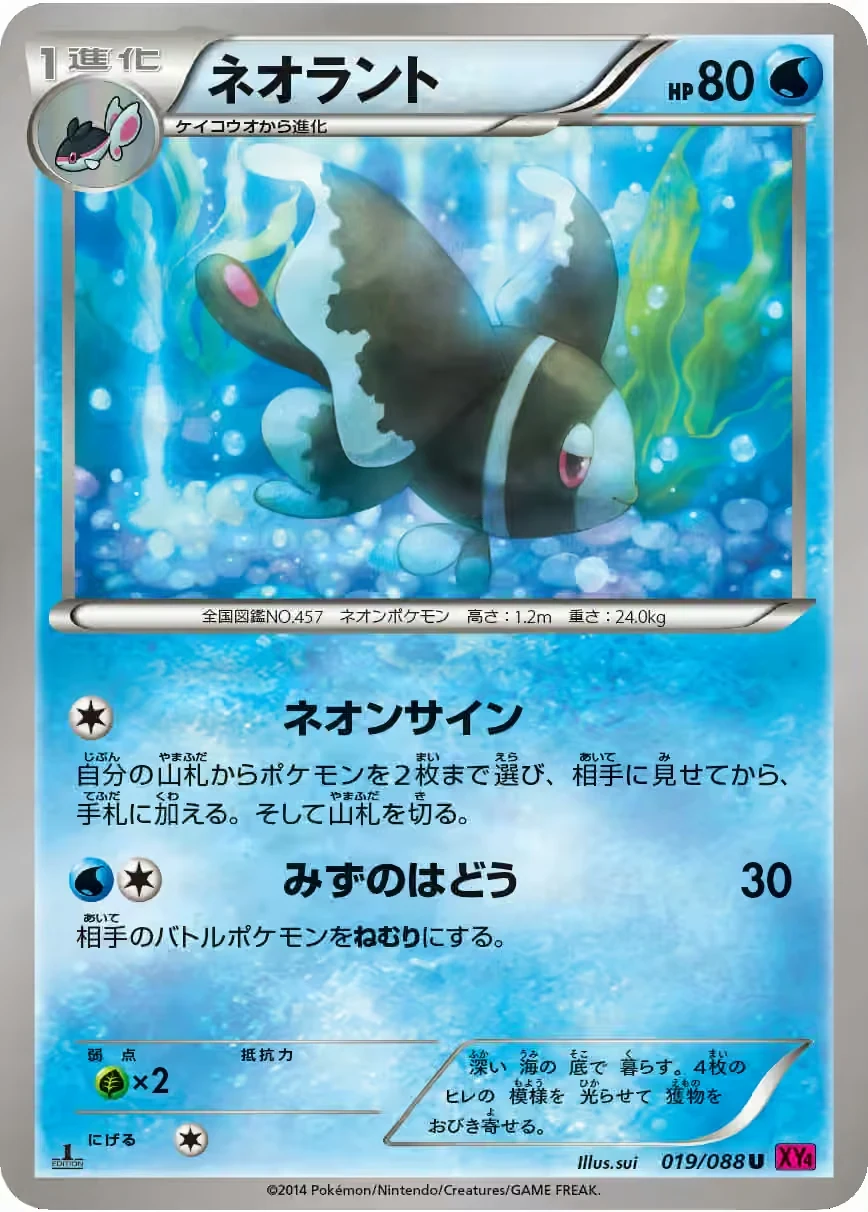 1進化
ネオラント
HP80
ケイコウオから進化
全国図鑑NO.457 ネオンポケモン 高さ：1.2m 重さ：24.0kg
ネオンサイン
自分の山札からポケモンを2枚まで選び、相手に見せてから、
手札に加える。そして山札を切る。
みずのはどう 30
相手のバトルポケモンをねむりにする。
弱点 抵抗力
×2
にげる
深い 海の 底で 暮らす。4枚の
ヒレの 模様を 光らせて 獲物を
おびき寄せる。
1 EDITION
Illus.sui 019/088 U XY4
©2014 Pokémon/Nintendo/Creatures/GAME FREAK.